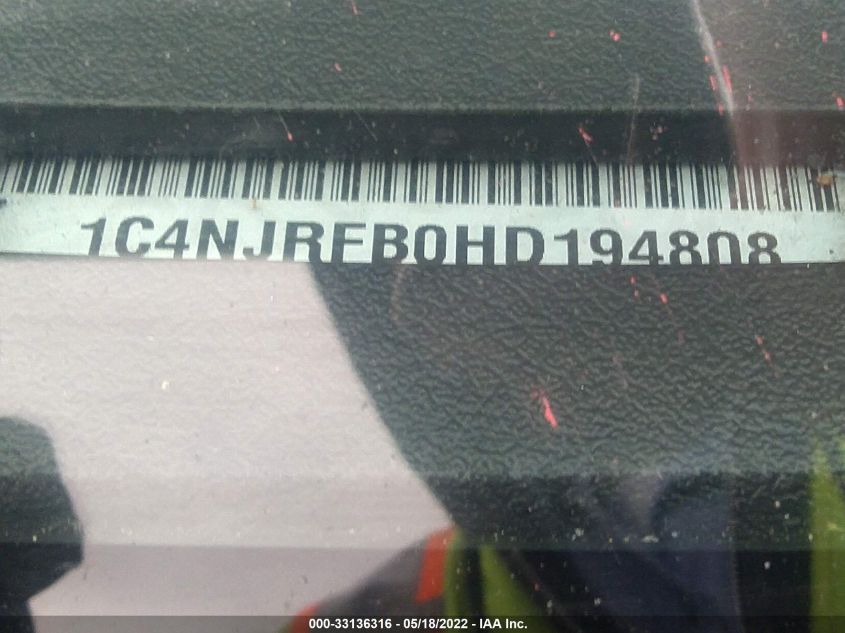 1C4NJRFB0HD194808
000-33136316 - 05/18/2022 - IAA Inc.